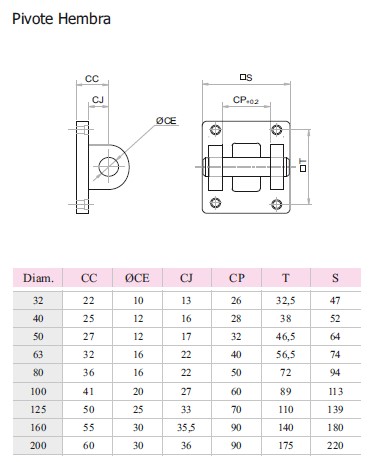 Pivote Hembra
CC
CJ
ØCE
□S
CP+0.2
□T
Diam. CC ØCE CJ CP T S
32 22 10 13 26 32,5 47
40 25 12 16 28 38 52
50 27 12 17 32 46,5 64
63 32 16 22 40 56,5 74
80 36 16 22 50 72 94
100 41 20 27 60 89 113
125 50 25 33 70 110 139
160 55 30 35,5 90 140 180
200 60 30 36 90 175 220